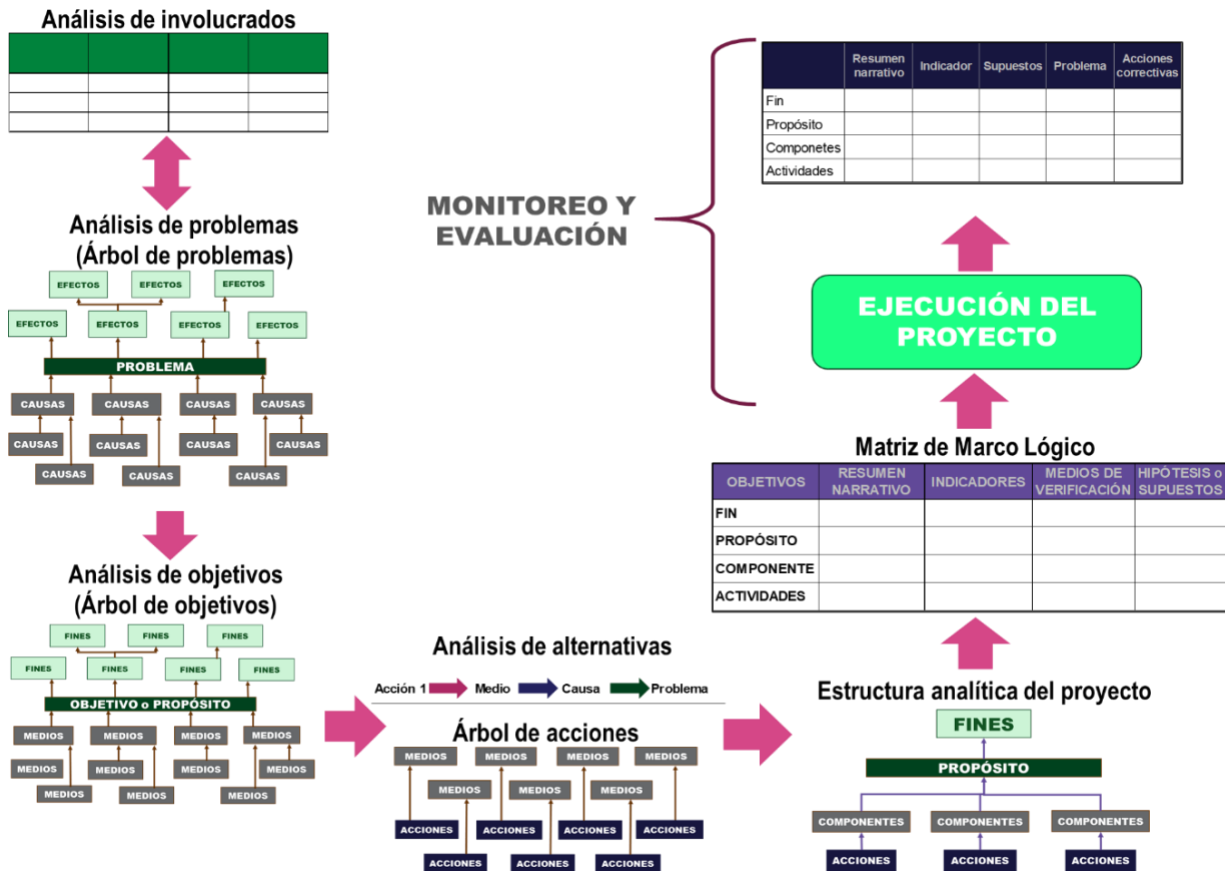 Análisis de involucrados
Análisis de problemas
(Árbol de problemas)
EFECTOS
EFECTOS
EFECTOS
EFECTOS
EFECTOS
EFECTOS
EFECTOS
PROBLEMA
CAUSAS
CAUSAS
CAUSAS
CAUSAS
CAUSAS
CAUSAS
CAUSAS
CAUSAS
CAUSAS
CAUSAS
CAUSAS
Análisis de objetivos
(Árbol de objetivos)
FINES
FINES
FINES
FINES
FINES
FINES
FINES
OBJETIVO o PROPÓSITO
MEDIOS
MEDIOS
MEDIOS
MEDIOS
MEDIOS
MEDIOS
MEDIOS
MEDIOS
MEDIOS
MEDIOS
MEDIOS
Análisis de alternativas
Acción 1 Medio Causa Problema
Árbol de acciones
MEDIOS
MEDIOS
MEDIOS
MEDIOS
MEDIOS
MEDIOS
MEDIOS
ACCIONES
ACCIONES
ACCIONES
ACCIONES
ACCIONES
ACCIONES
ACCIONES
Estructura analítica del proyecto
FINES
PROPÓSITO
COMPONENTES
COMPONENTES
COMPONENTES
ACCIONES
ACCIONES
ACCIONES
Matriz de Marco Lógico
OBJETIVOS
RESUMEN
NARRATIVO
INDICADORES
MEDIOS DE
VERIFICACIÓN
HIPÓTESIS o
SUPUESTOS
FIN
PROPÓSITO
COMPONENTE
ACTIVIDADES
EJECUCIÓN DEL
PROYECTO
MONITOREO Y
EVALUACIÓN
Resumen
narrativo
Indicador
Supuestos
Problema
Acciones
correctivas
Fin
Propósito
Componetes
Actividades